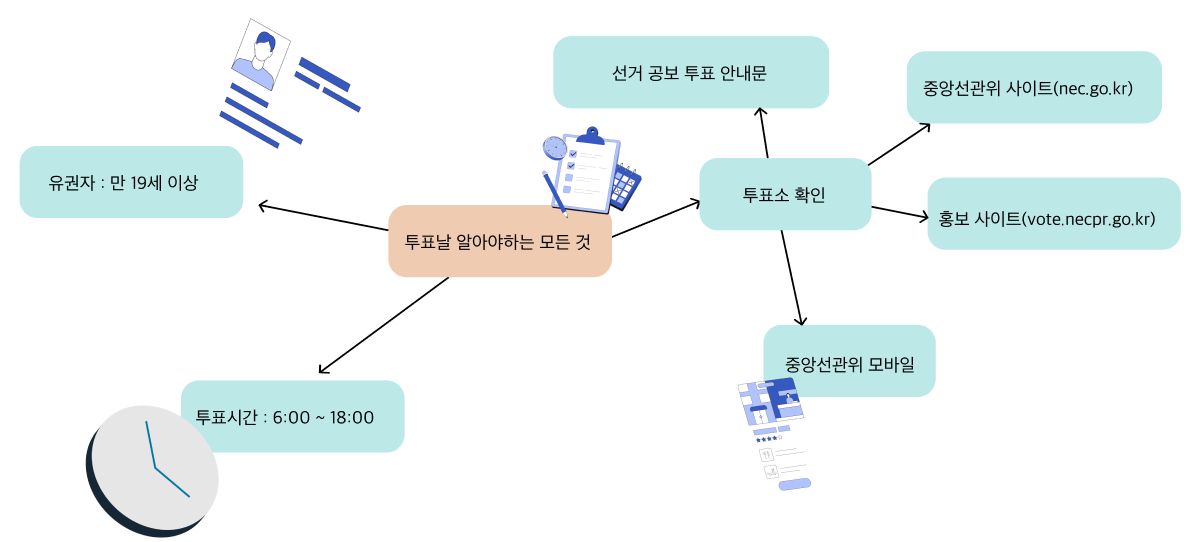 선거 공보 투표 안내문
중앙선관위 사이트(nec.go.kr)
유권자 : 만 19세 이상
투표소 확인
홍보 사이트(vote.necpr.go.kr)
투표날 알아야하는 모든 것
중앙선관위 모바일
투표시간 : 6:00 ~ 18:00